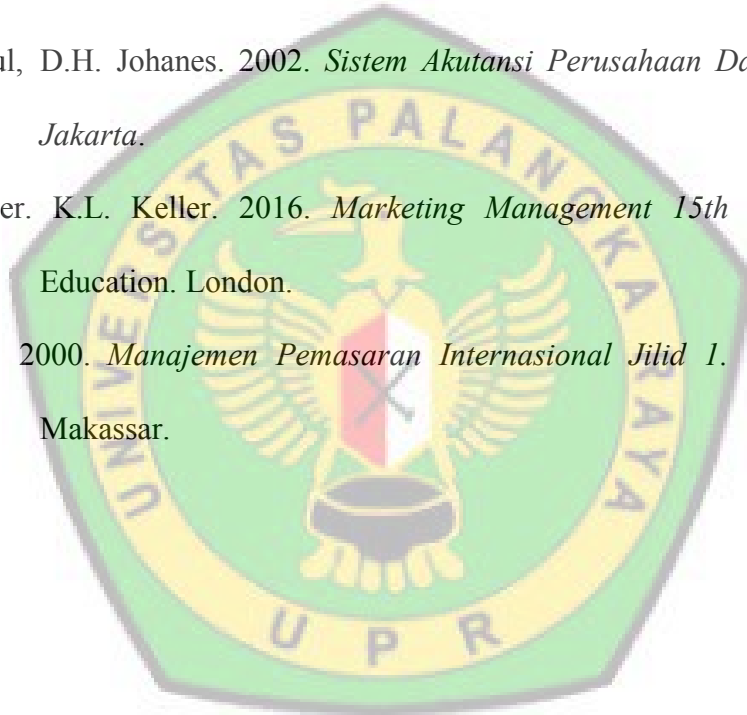 ul, D.H. Johanes. 2002. Sistem Akutansi Perusahaan Da
Jakarta.
er. K.L. Keller. 2016. Marketing Management 15th
Education. London.
2000. Manajemen Pemasaran Internasional Jilid 1.
Makassar.
UNIVERSITAS PALANGKA RAYA
UPR